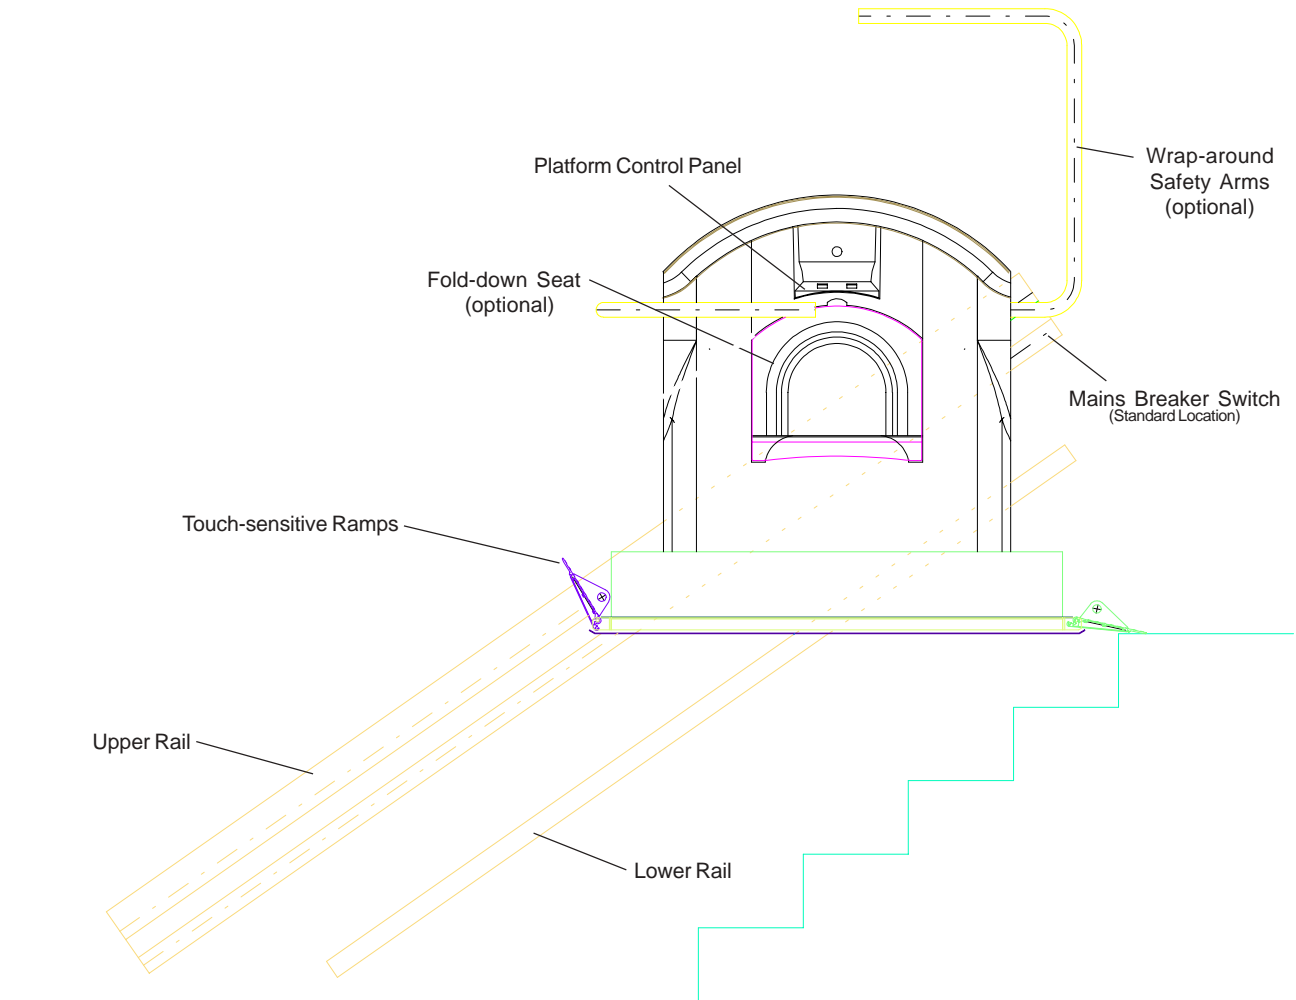 Platform Control Panel
Wrap-around
Safety Arms
(optional)
Fold-down Seat
(optional)
Mains Breaker Switch
(Standard Location)
Touch-sensitive Ramps
Upper Rail
Lower Rail